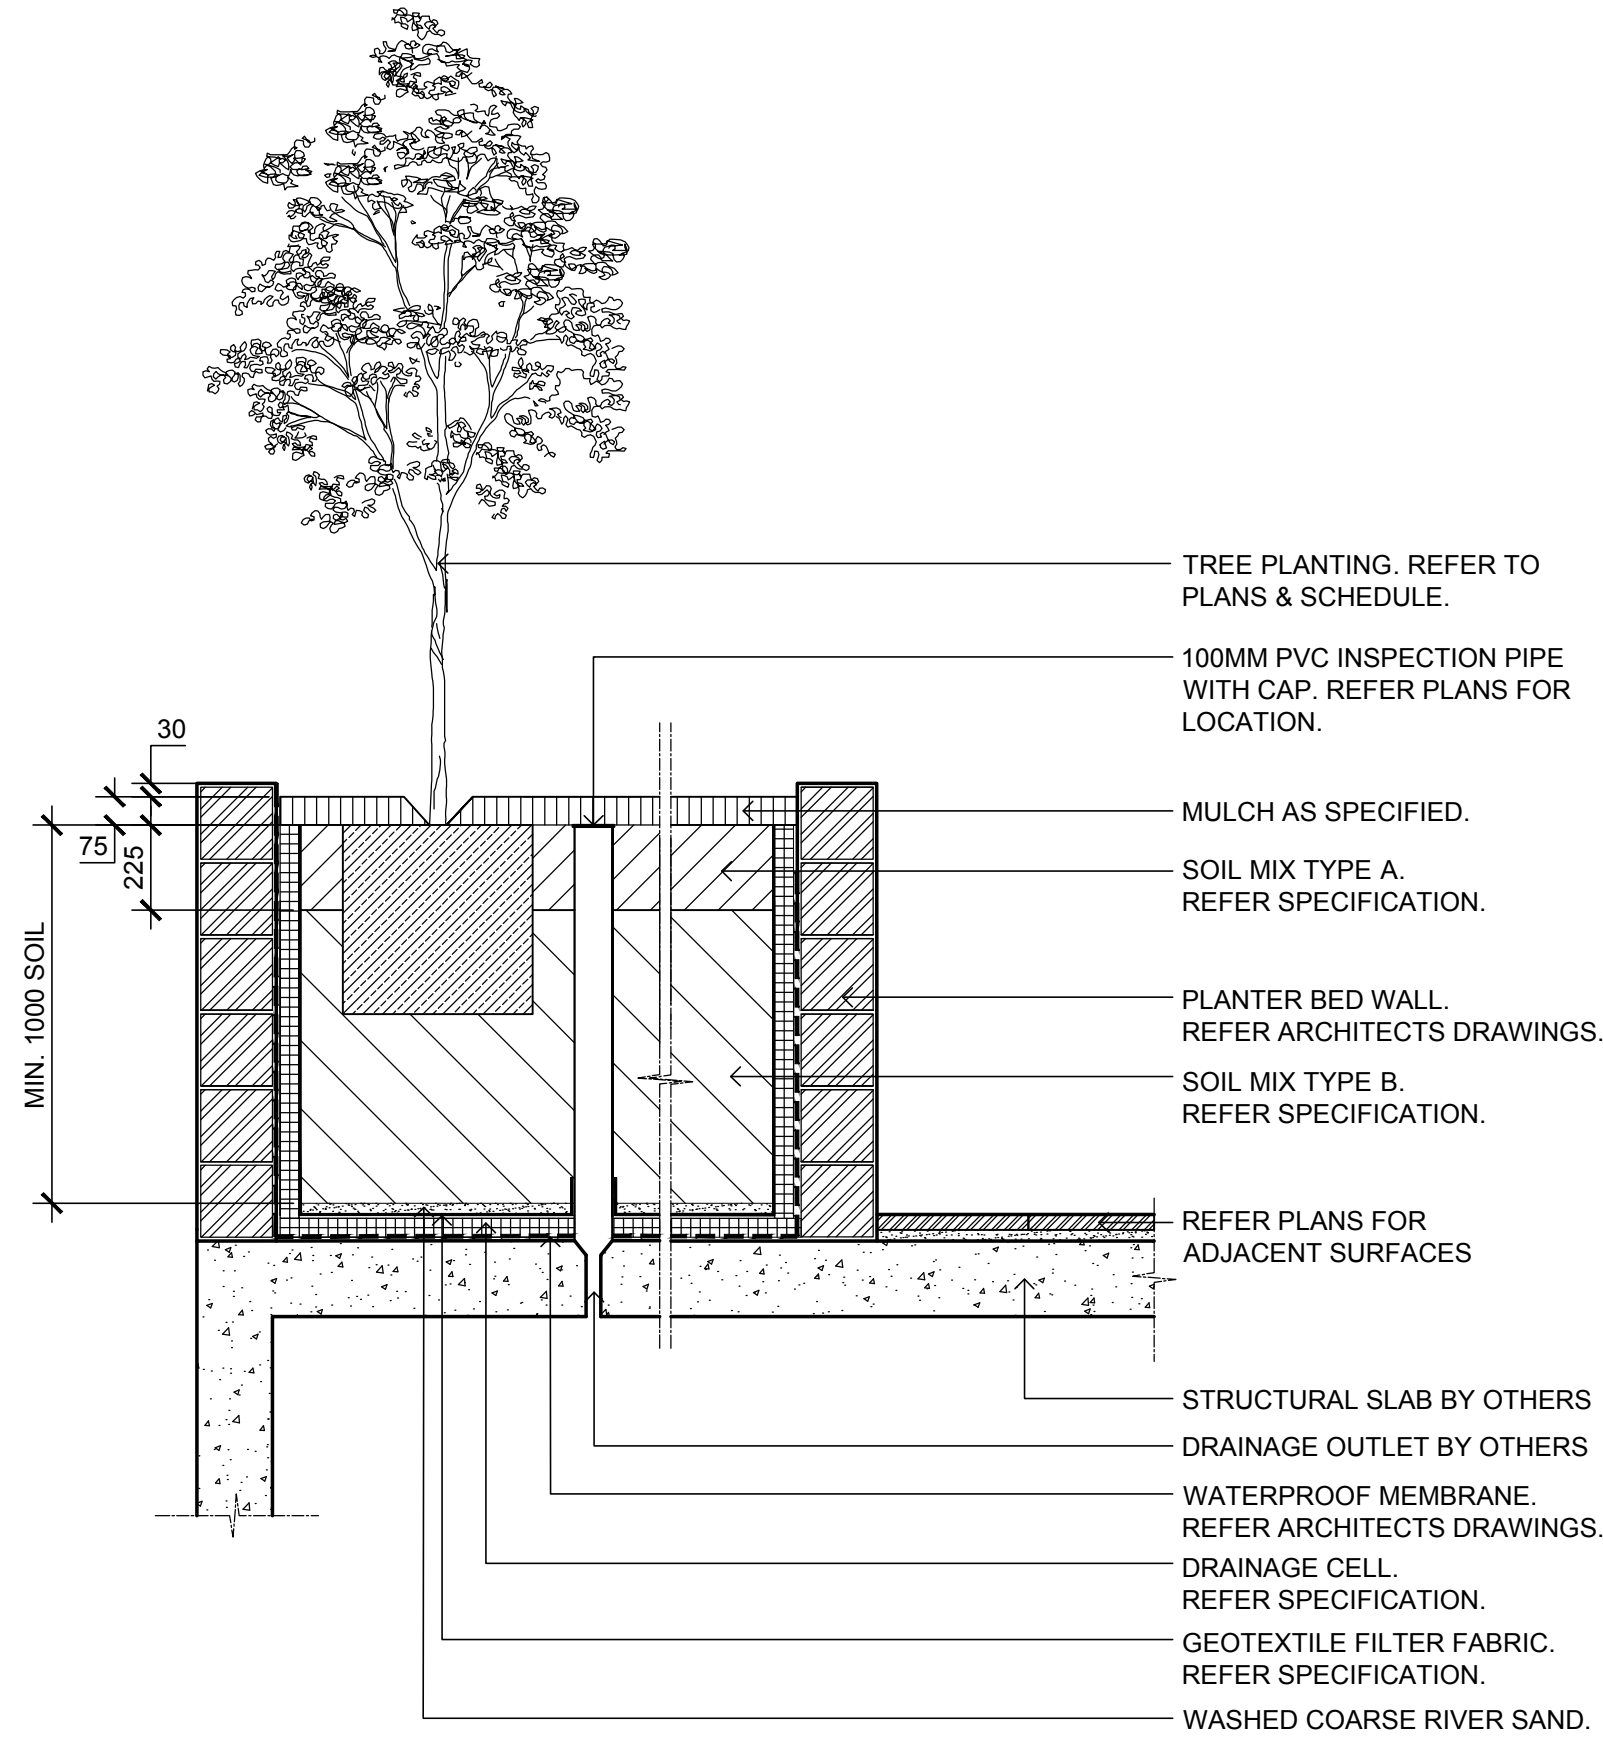 TREE PLANTING. REFER TO
PLANS & SCHEDULE.
100MM PVC INSPECTION PIPE
WITH CAP. REFER PLANS FOR
LOCATION.
30
MULCH AS SPECIFIED.
75
225
SOIL MIX TYPE A.
REFER SPECIFICATION.
MIN. 1000 SOIL
PLANTER BED WALL.
REFER ARCHITECTS DRAWINGS.
SOIL MIX TYPE B.
REFER SPECIFICATION.
REFER PLANS FOR
ADJACENT SURFACES
STRUCTURAL SLAB BY OTHERS
DRAINAGE OUTLET BY OTHERS
WATERPROOF MEMBRANE.
REFER ARCHITECTS DRAWINGS.
DRAINAGE CELL.
REFER SPECIFICATION.
GEOTEXTILE FILTER FABRIC.
REFER SPECIFICATION.
WASHED COARSE RIVER SAND.